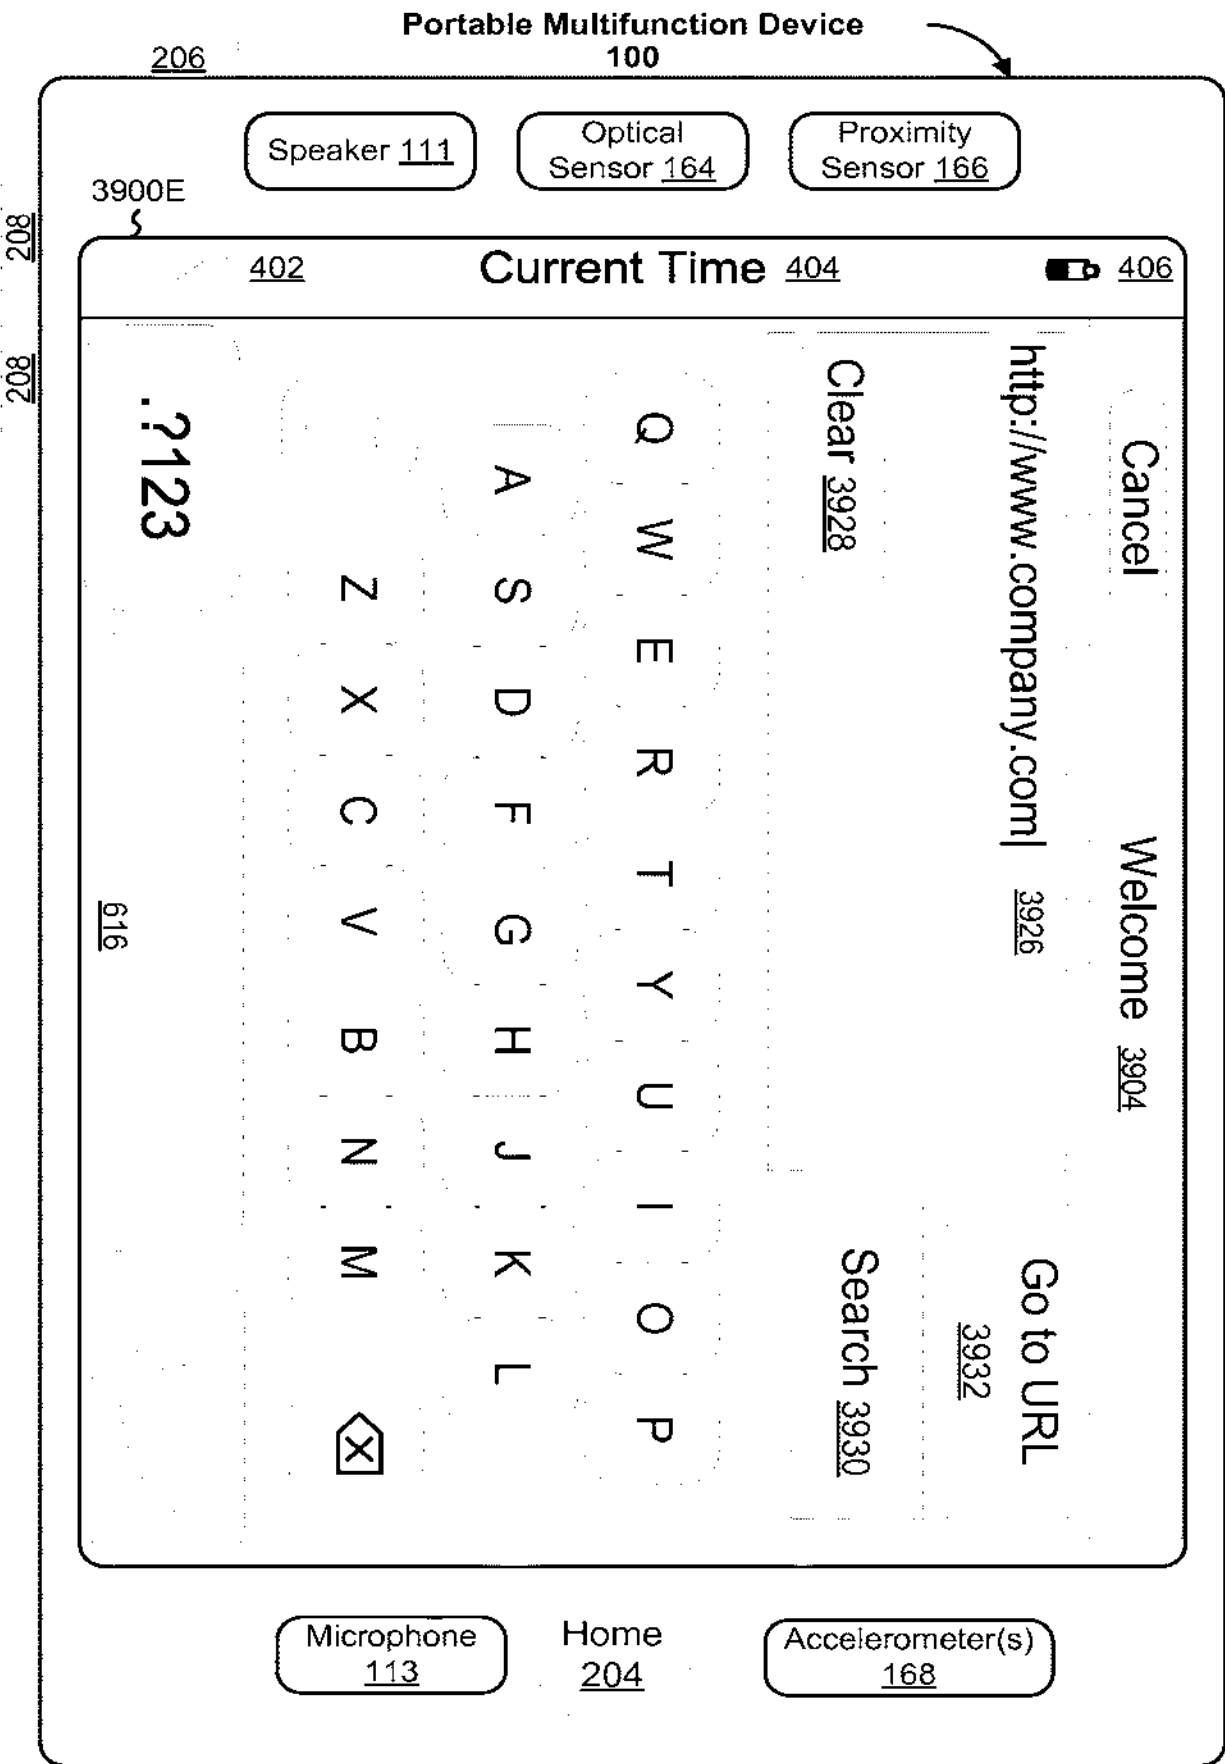 Portable Multifunction Device
100
206
Speaker 111
Optical
Sensor 164
Proximity
Sensor 166
3900E
208
208
402
Current Time 404
406
Cancel
Welcome 3904
http://www.company.com
3926
Go to URL
3932
Clear 3928
Search 3930
Q W E R T Y U I O P
A S D F G H J K L
Z X C V B N M X
.?123
616
Microphone
113
Home
204
Accelerometer(s)
168